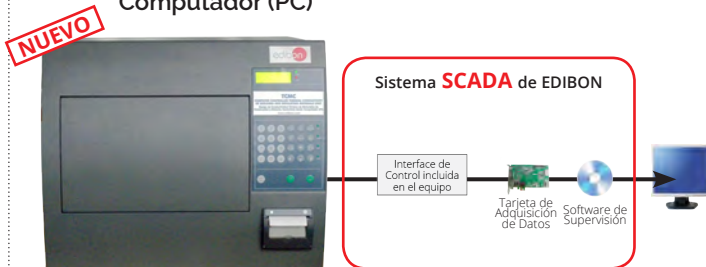 Computador (PC)
NUEVO
edibon
TCMC
Sistema SCADA de EDIBON
Interface de
Control incluida
en el equipo
Tarjeta de
Adquisición
de Datos
Software de
Supervisión